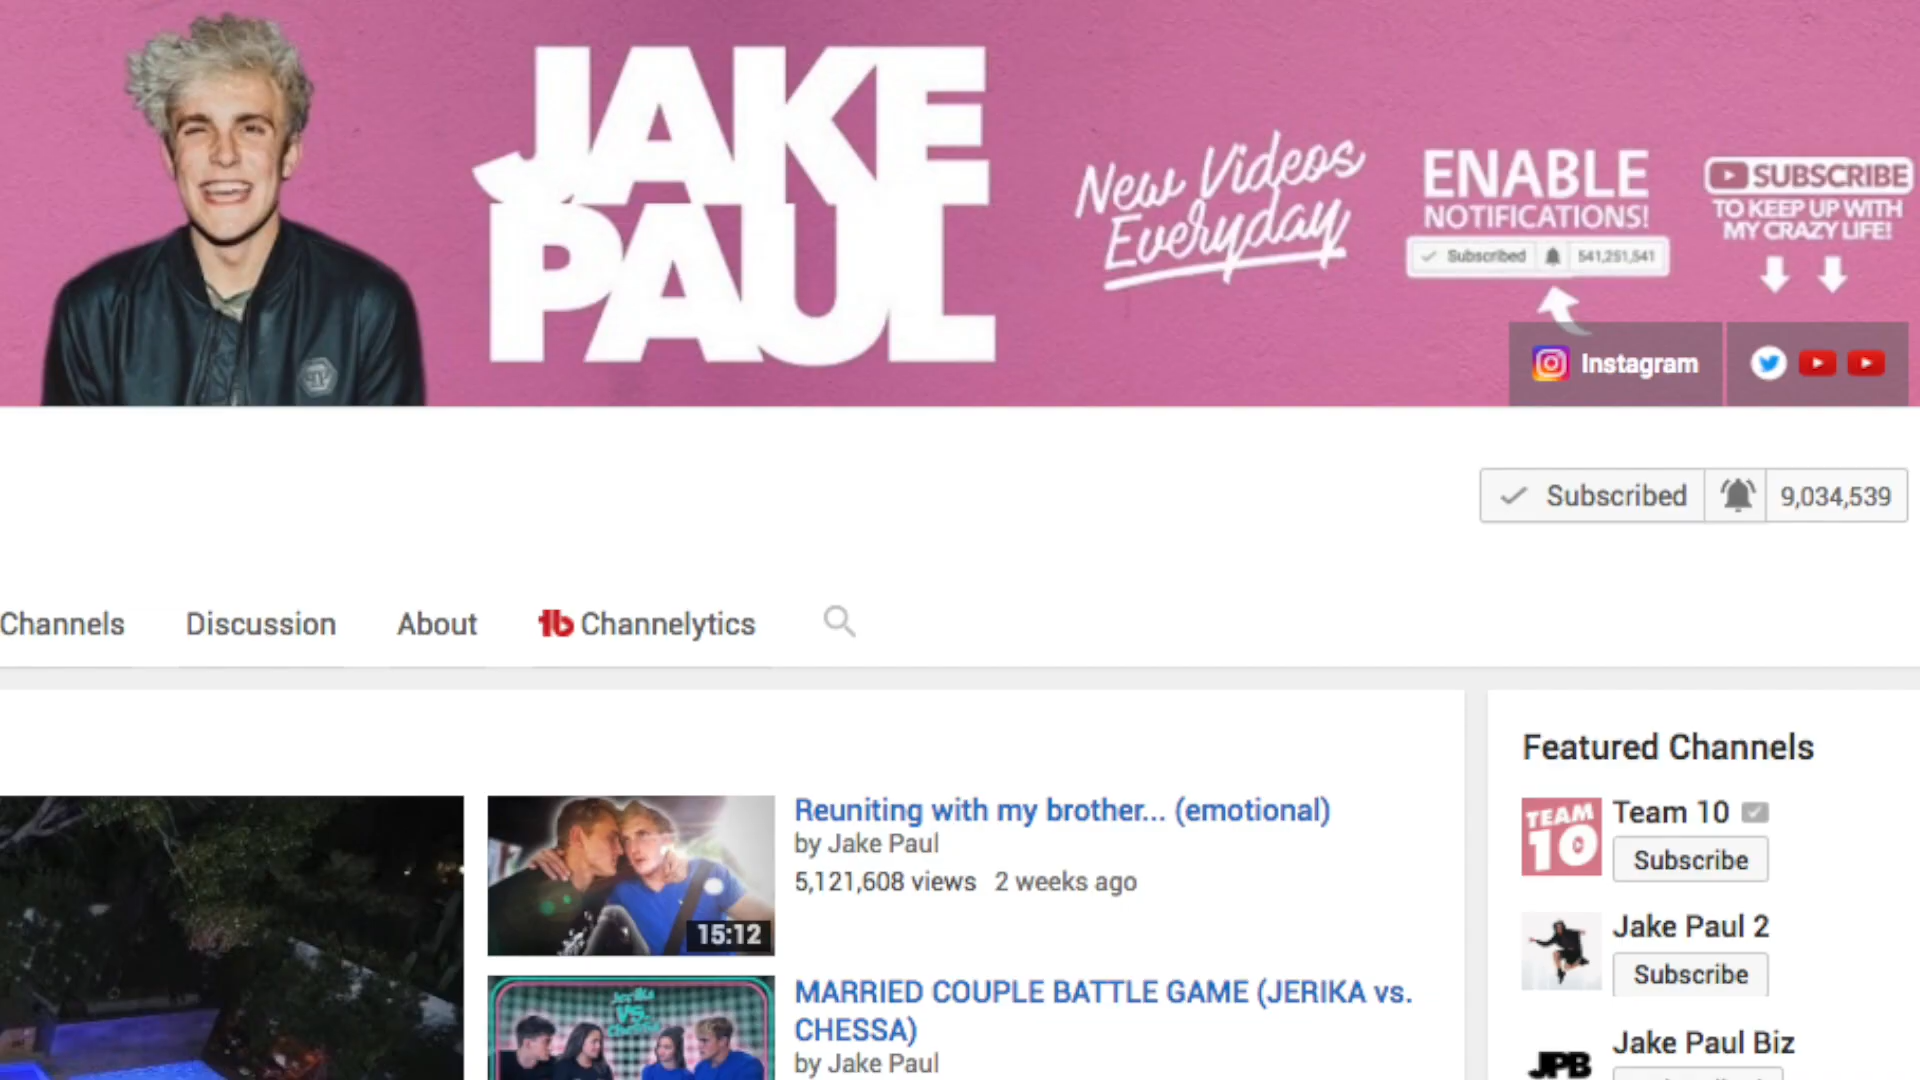 JAKE
PAUL
New Videos
Everyday
ENABLE
NOTIFICATIONS!
Subscribed 541,251,541
SUBSCRIBE
TO KEEP UP WITH
MY CRAZY LIFE!
Instagram
Subscribed 9,034,539
Channels Discussion About Channelytics
Featured Channels
Reuniting with my brother... (emotional)
by Jake Paul
5,121,608 views 2 weeks ago
15:12
MARRIED COUPLE BATTLE GAME (JERIKA vs.
CHESSA)
by Jake Paul
Jerika
VS.
Chessa
TEAM
10
Team 10
Subscribe
Jake Paul 2
Subscribe
JPB
Jake Paul Biz